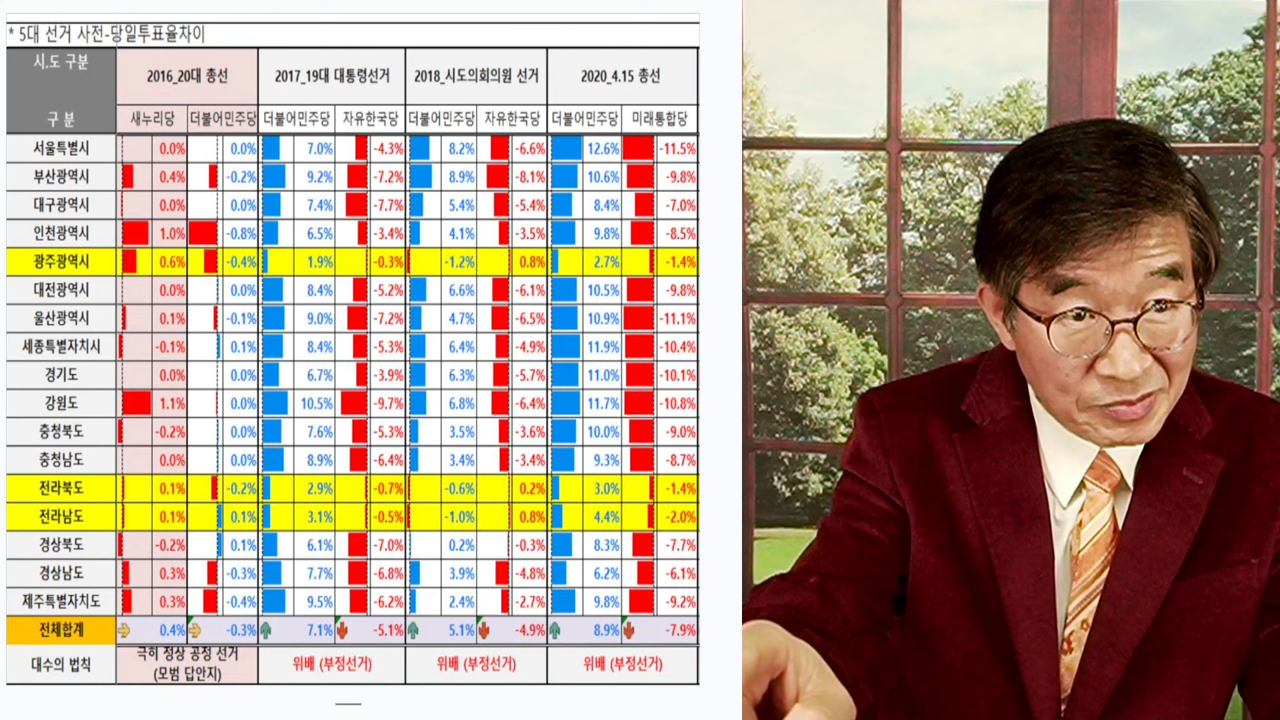 * 5대 선거 사전-당일투표율차이
시.도 구분 2016_20대 총선 2017_19대 대통령선거 2018_시도의회의원 선거 2020_4.15 총선
구 분 새누리당 더불어민주당 더불어민주당 자유한국당 더불어민주당 자유한국당 더불어민주당 미래통합당
서울특별시 0.0% 0.0% 7.0% -4.3% 8.2% -6.6% 12.6% -11.5%
부산광역시 0.4% -0.2% 9.2% -7.2% 8.9% -8.1% 10.6% -9.8%
대구광역시 0.0% 0.0% 7.4% -7.7% 5.4% -5.4% 8.4% -7.0%
인천광역시 1.0% -0.8% 6.5% -3.4% 4.1% -3.5% 9.8% -8.5%
광주광역시 0.6% -0.4% 1.9% -0.3% -1.2% 0.8% 2.7% -1.4%
대전광역시 0.0% 0.0% 8.4% -5.2% 6.6% -6.1% 10.5% -9.8%
울산광역시 0.1% -0.1% 9.0% -7.2% 4.7% -6.5% 10.9% -11.1%
세종특별자치시 -0.1% 0.1% 8.4% -5.3% 6.4% -4.9% 11.9% -10.4%
경기도 0.0% 0.0% 6.7% -3.9% 6.3% -5.7% 11.0% -10.1%
강원도 1.1% 0.0% 10.5% -9.7% 6.8% -6.4% 11.7% -10.8%
충청북도 -0.2% 0.0% 7.6% -5.3% 3.5% -3.6% 10.0% -9.0%
충청남도 0.0% 0.0% 8.9% -6.4% 3.4% -3.4% 9.3% -8.7%
전라북도 0.1% -0.2% 2.9% -0.7% -0.6% 0.2% 3.0% -1.4%
전라남도 0.1% 0.1% 3.1% -0.5% -1.0% 0.8% 4.4% -2.0%
경상북도 -0.2% 0.1% 6.1% -7.0% 0.2% -0.3% 8.3% -7.7%
경상남도 0.3% -0.3% 7.7% -6.8% 3.9% -4.8% 6.2% -6.1%
제주특별자치도 0.3% -0.4% 9.5% -6.2% 2.4% -2.7% 9.8% -9.2%
전체합계 0.4% -0.3% 7.1% -5.1% 5.1% -4.9% 8.9% -7.9%
대수의 법칙 극히 정상 공정 선거 위배 (부정선거) 위배 (부정선거) 위배 (부정선거)
(모범 답안지)